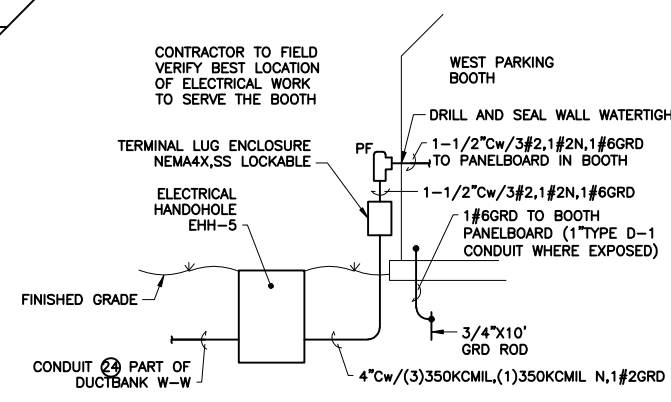 CONTRACTOR TO FIELD
VERIFY BEST LOCATION
OF ELECTRICAL WORK
TO SERVE THE BOOTH
WEST PARKING
BOOTH
DRILL AND SEAL WALL WATERTIGH
TERMINAL LUG ENCLOSURE
NEMA4X,SS LOCKABLE
PF
1-1/2"Cw/3#2,1#2N,1#6GRD
TO PANELBOARD IN BOOTH
1-1/2"Cw/3#2,1#2N,1#6GRD
ELECTRICAL
HANDOHOLE
EHH-5
1#6GRD TO BOOTH
PANELBOARD (1"TYPE D-1
CONDUIT WHERE EXPOSED)
FINISHED GRADE
3/4"X10'
GRD ROD
CONDUIT 24 PART OF
DUCTBANK W-W
4"Cw/(3)350KCMIL,(1)350KCMIL N,1#2GRD